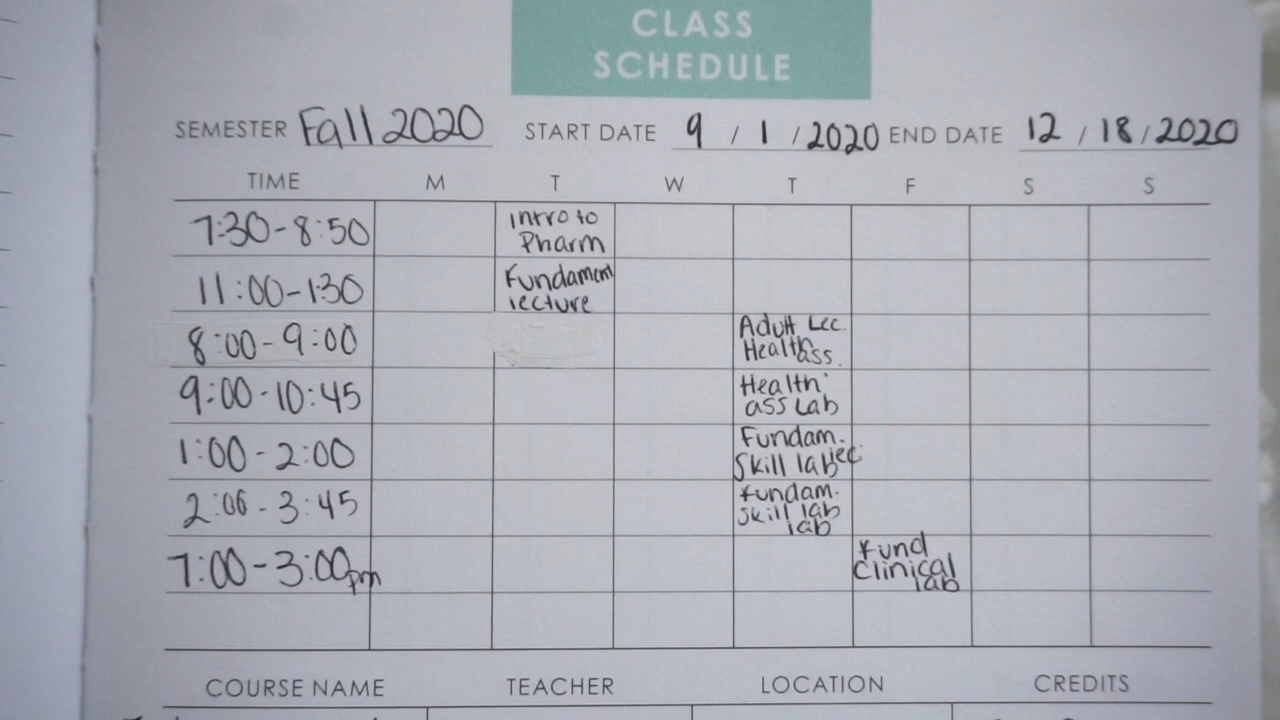 CLASS
SCHEDULE
SEMESTER Fall 2020 START DATE 9 / 1 / 2020 END DATE 12 / 18 / 2020
TIME M T W T F S S
7:30-8:50 intro to
Pharm
11:00-1:30 Fundament
lecture
8:00-9:00 Adult Lec.
Health ass.
9:00-10:45 Health
ass Lab
1:00-2:00 Fundam.
Skill lab lec
2:06-3:45 Fundam.
Skill lab
lab
7:00-3:00pm Fund
Clinical
lab
COURSE NAME TEACHER LOCATION CREDITS